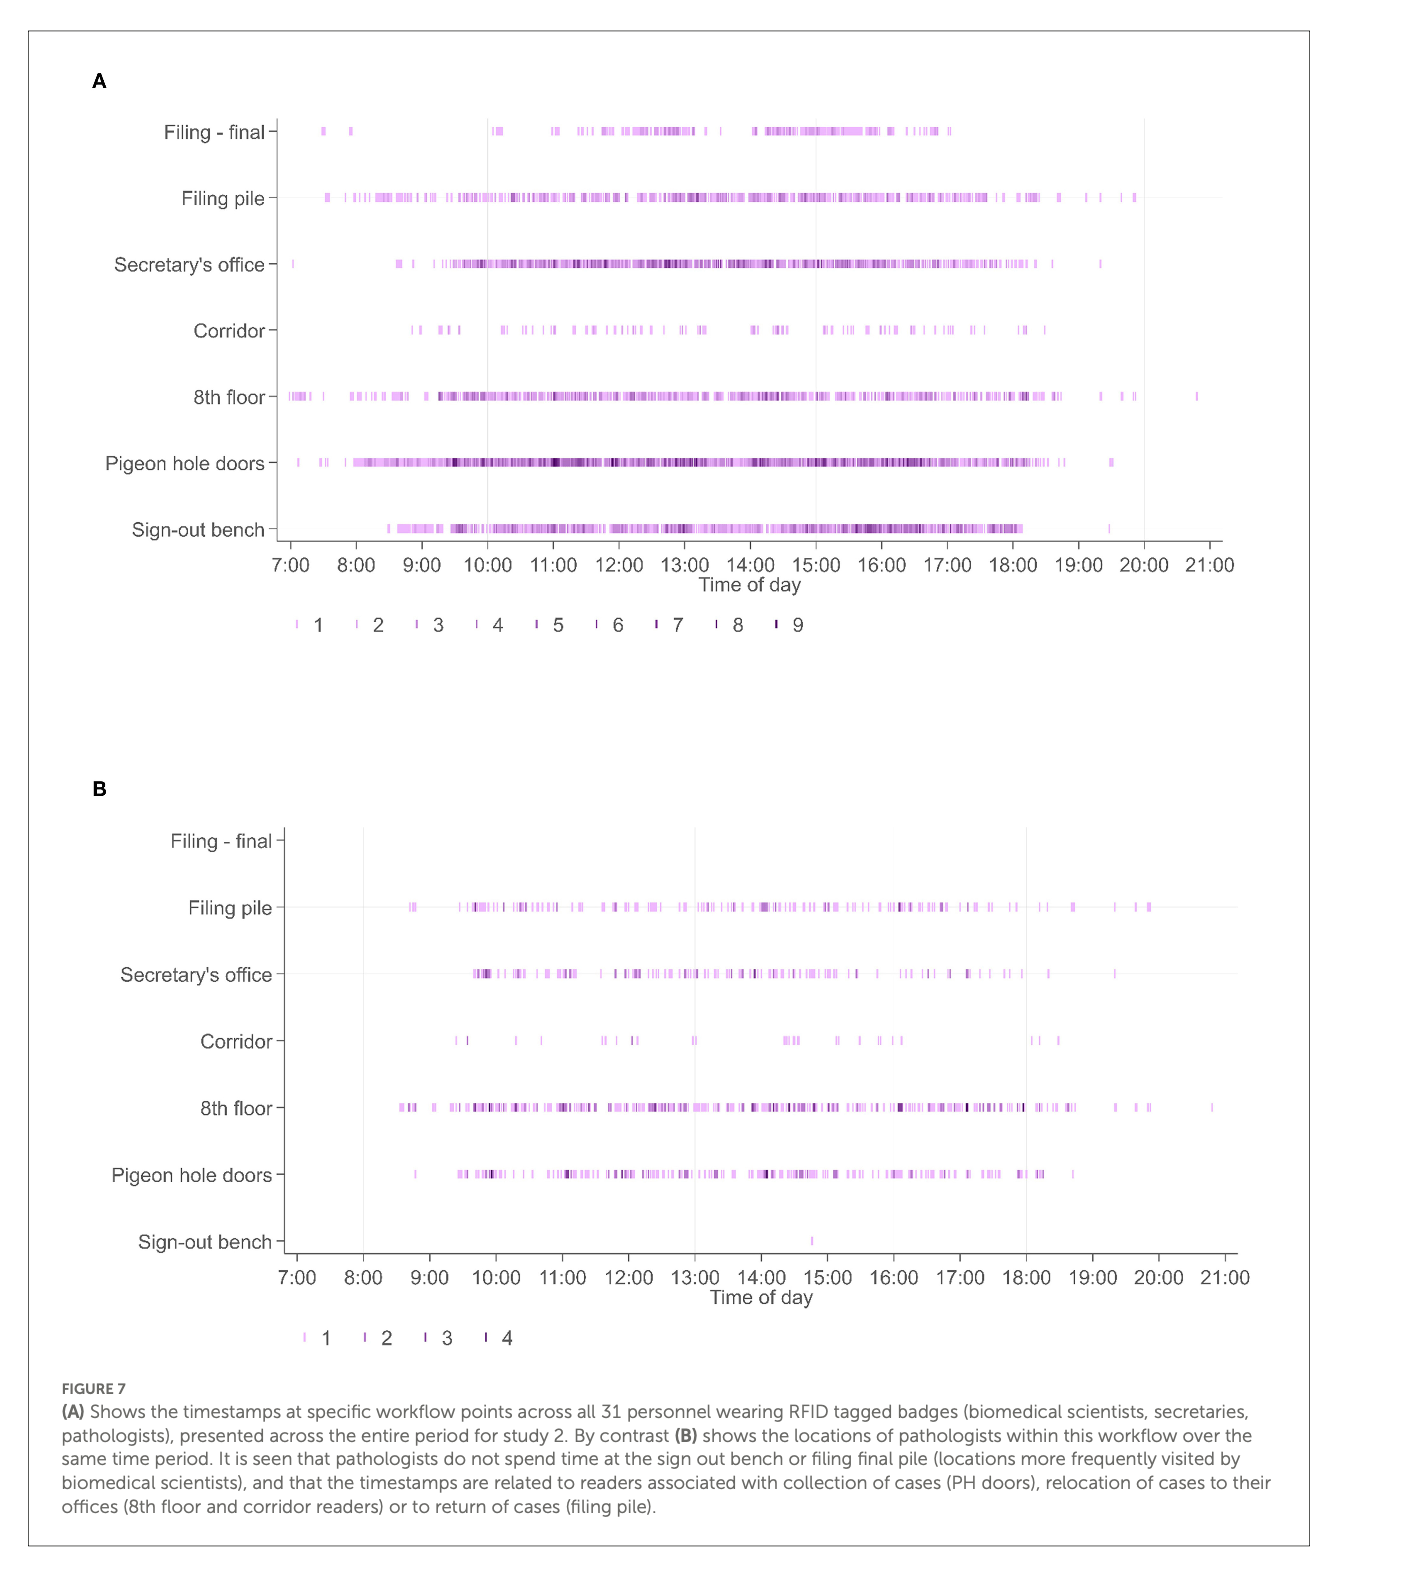 A
Filing - final
Filing pile
Secretary's office
Corridor
8th floor
Pigeon hole doors
Sign-out bench
7:00 8:00 9:00 10:00 11:00 12:00 13:00 14:00 15:00 16:00 17:00 18:00 19:00 20:00 21:00
Time of day
1 2 3 4 5 6 7 8 9
B
Filing - final
Filing pile
Secretary's office
Corridor
8th floor
Pigeon hole doors
Sign-out bench
7:00 8:00 9:00 10:00 11:00 12:00 13:00 14:00 15:00 16:00 17:00 18:00 19:00 20:00 21:00
Time of day
1 2 3 4
FIGURE 7
(A) Shows the timestamps at specific workflow points across all 31 personnel wearing RFID tagged badges (biomedical scientists, secretaries,
pathologists), presented across the entire period for study 2. By contrast (B) shows the locations of pathologists within this workflow over the
same time period. It is seen that pathologists do not spend time at the sign out bench or filing final pile (locations more frequently visited by
biomedical scientists), and that the timestamps are related to readers associated with collection of cases (PH doors), relocation of cases to their
offices (8th floor and corridor readers) or to return of cases (filing pile).